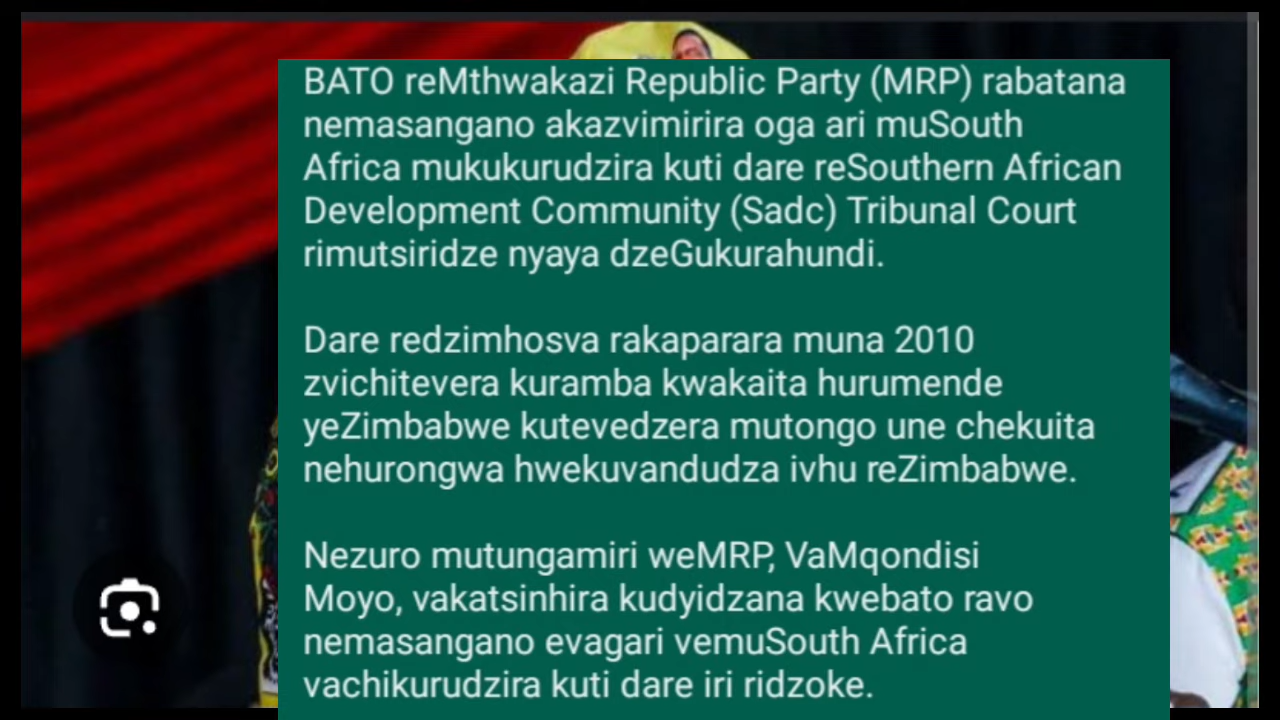 BATO reMthwakazi Republic Party (MRP) rabatana
nemasangano akazvimirira oga ari muSouth
Africa mukukurudzira kuti dare reSouthern African
Development Community (Sadc) Tribunal Court
rimutsiridze nyaya dzeGukurahundi.
Dare redzimhosva rakaparara muna 2010
zvichitevera kuramba kwakaita hurumende
yeZimbabwe kutevedzera mutongo une chekuita
nehurongwa hwekuvandudza ivhu reZimbabwe.
Nezuro mutungamiri weMRP, VaMqondisi
Moyo, vakatsinhira kudyidzana kwebato ravo
nemasangano evagari vemuSouth Africa
vachikurudzira kuti dare iri ridzoke.